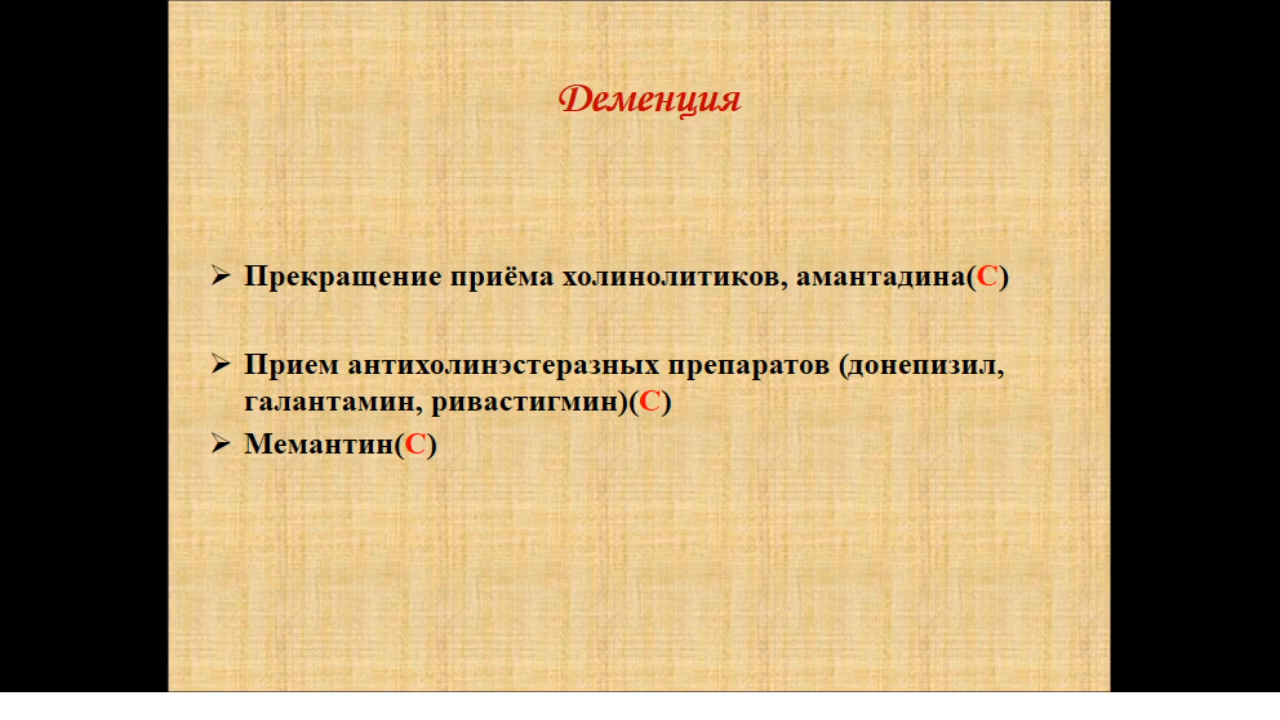 Деменция
Прекращение приёма холинолитиков, амантадина(С)
Прием антихолинэстеразных препаратов (донепизил,
галантамин, ривастигмин)(С)
Мемантин(С)